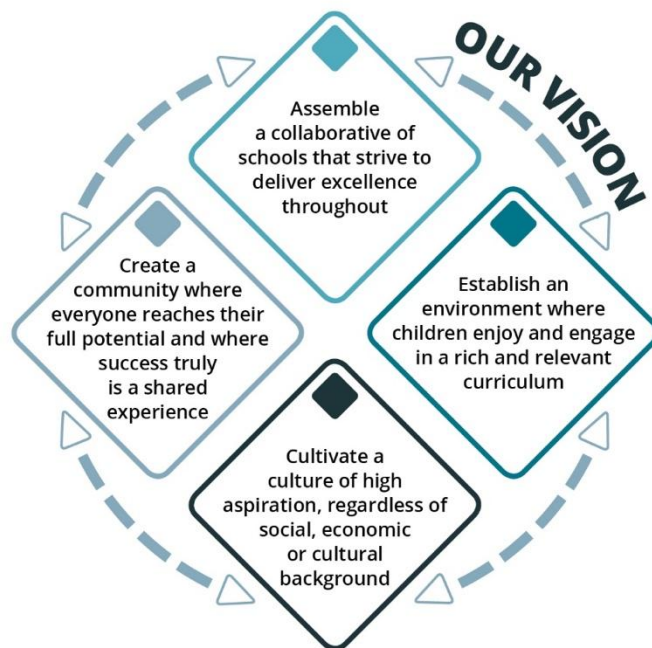 OUR VISION
Assemble
a collaborative of
schools that strive to
deliver excellence
throughout
Create a
community where
everyone reaches their
full potential and where
success truly
is a shared
experience
Establish an
environment where
children enjoy and engage
in a rich and relevant
curriculum
Cultivate a
culture of high
aspiration, regardless of
social, economic
or cultural
background